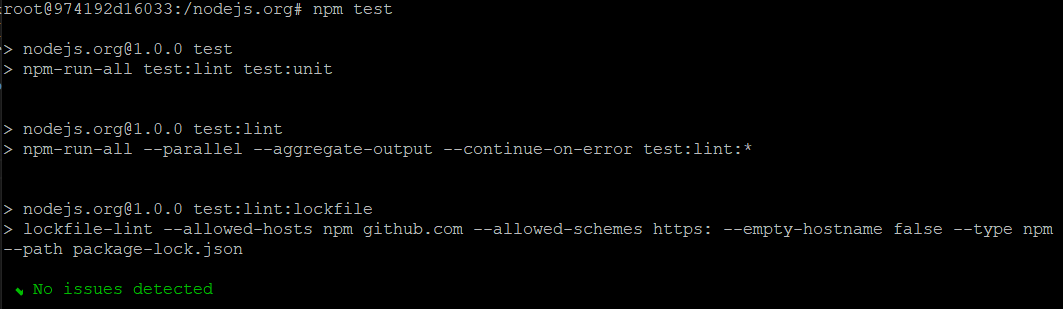 root@974192d16033:/nodejs.org# npm test
> nodejs.org@1.0.0 test
> npm-run-all test:lint test:unit
> nodejs.org@1.0.0 test:lint
> npm-run-all --parallel --aggregate-output --continue-on-error test:lint:*
> nodejs.org@1.0.0 test:lint:lockfile
> lockfile-lint --allowed-hosts npm github.com --allowed-schemes https: --empty-hostname false --type npm
--path package-lock.json
✔ No issues detected